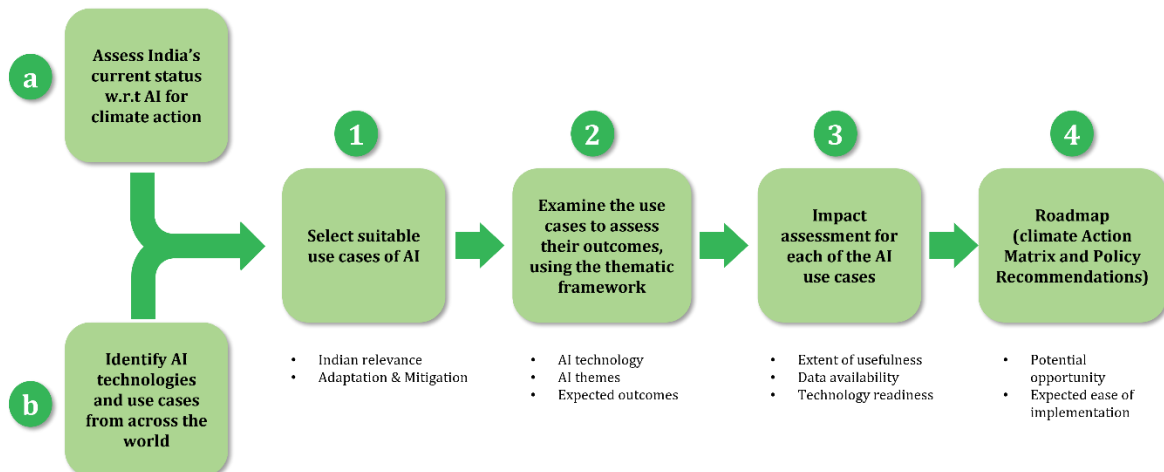 a
Assess India's
current status
w.r.t AI for
climate action
b
Identify AI
technologies
and use cases
from across the
world
1
Select suitable
use cases of AI
• Indian relevance
• Adaptation & Mitigation
2
Examine the use
cases to assess
their outcomes,
using the thematic
framework
• AI technology
• AI themes
• Expected outcomes
3
Impact
assessment for
each of the AI
use cases
• Extent of usefulness
• Data availability
• Technology readiness
4
Roadmap
(climate Action
Matrix and Policy
Recommendations)
• Potential
opportunity
• Expected ease of
implementation